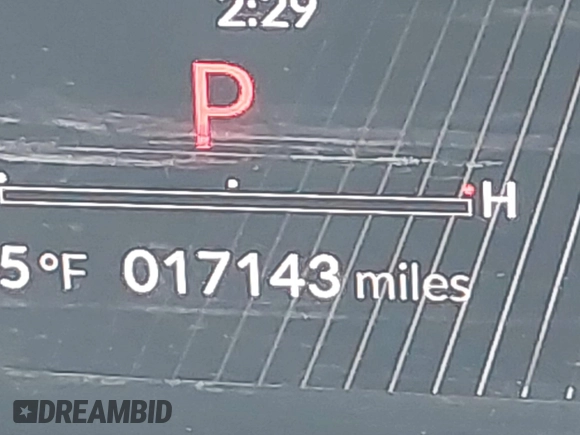 2:29
P
H
5°F 017143 miles
DREAMBID